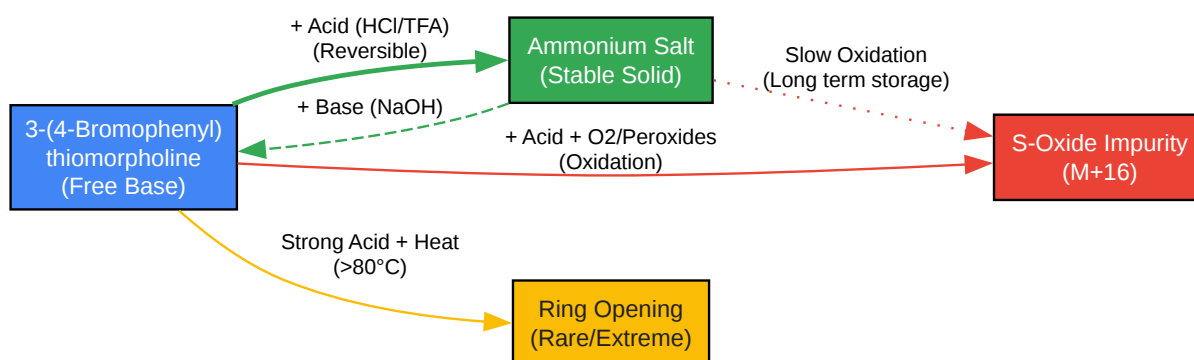 + Acid (HCl/TFA)
(Reversible)
Ammonium Salt
(Stable Solid)
Slow Oxidation
(Long term storage)
+ Base (NaOH)
3-(4-Bromophenyl)
thiomorpholine
(Free Base)
+ Acid + O2/Peroxides
(Oxidation)
S-Oxide Impurity
(M+16)
Strong Acid + Heat
(>80°C)
Ring Opening
(Rare/Extreme)